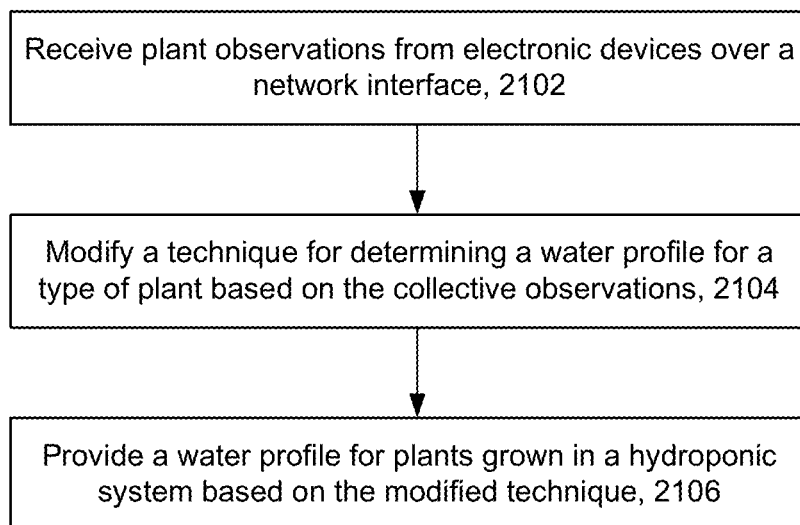 Receive plant observations from electronic devices over a
network interface, 2102
Modify a technique for determining a water profile for a
type of plant based on the collective observations, 2104
Provide a water profile for plants grown in a hydroponic
system based on the modified technique, 2106